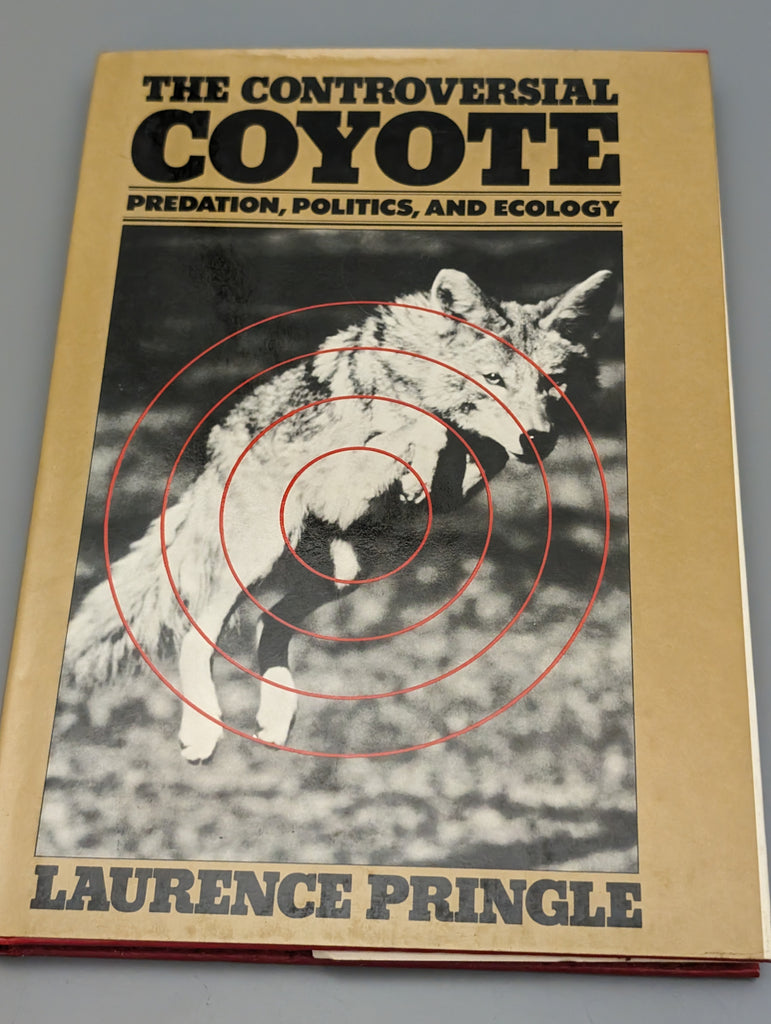 THE CONTROVERSIAL
COYOTE
PREDATION, POLITICS, AND ECOLOGY
LAURENCE PRINGLE